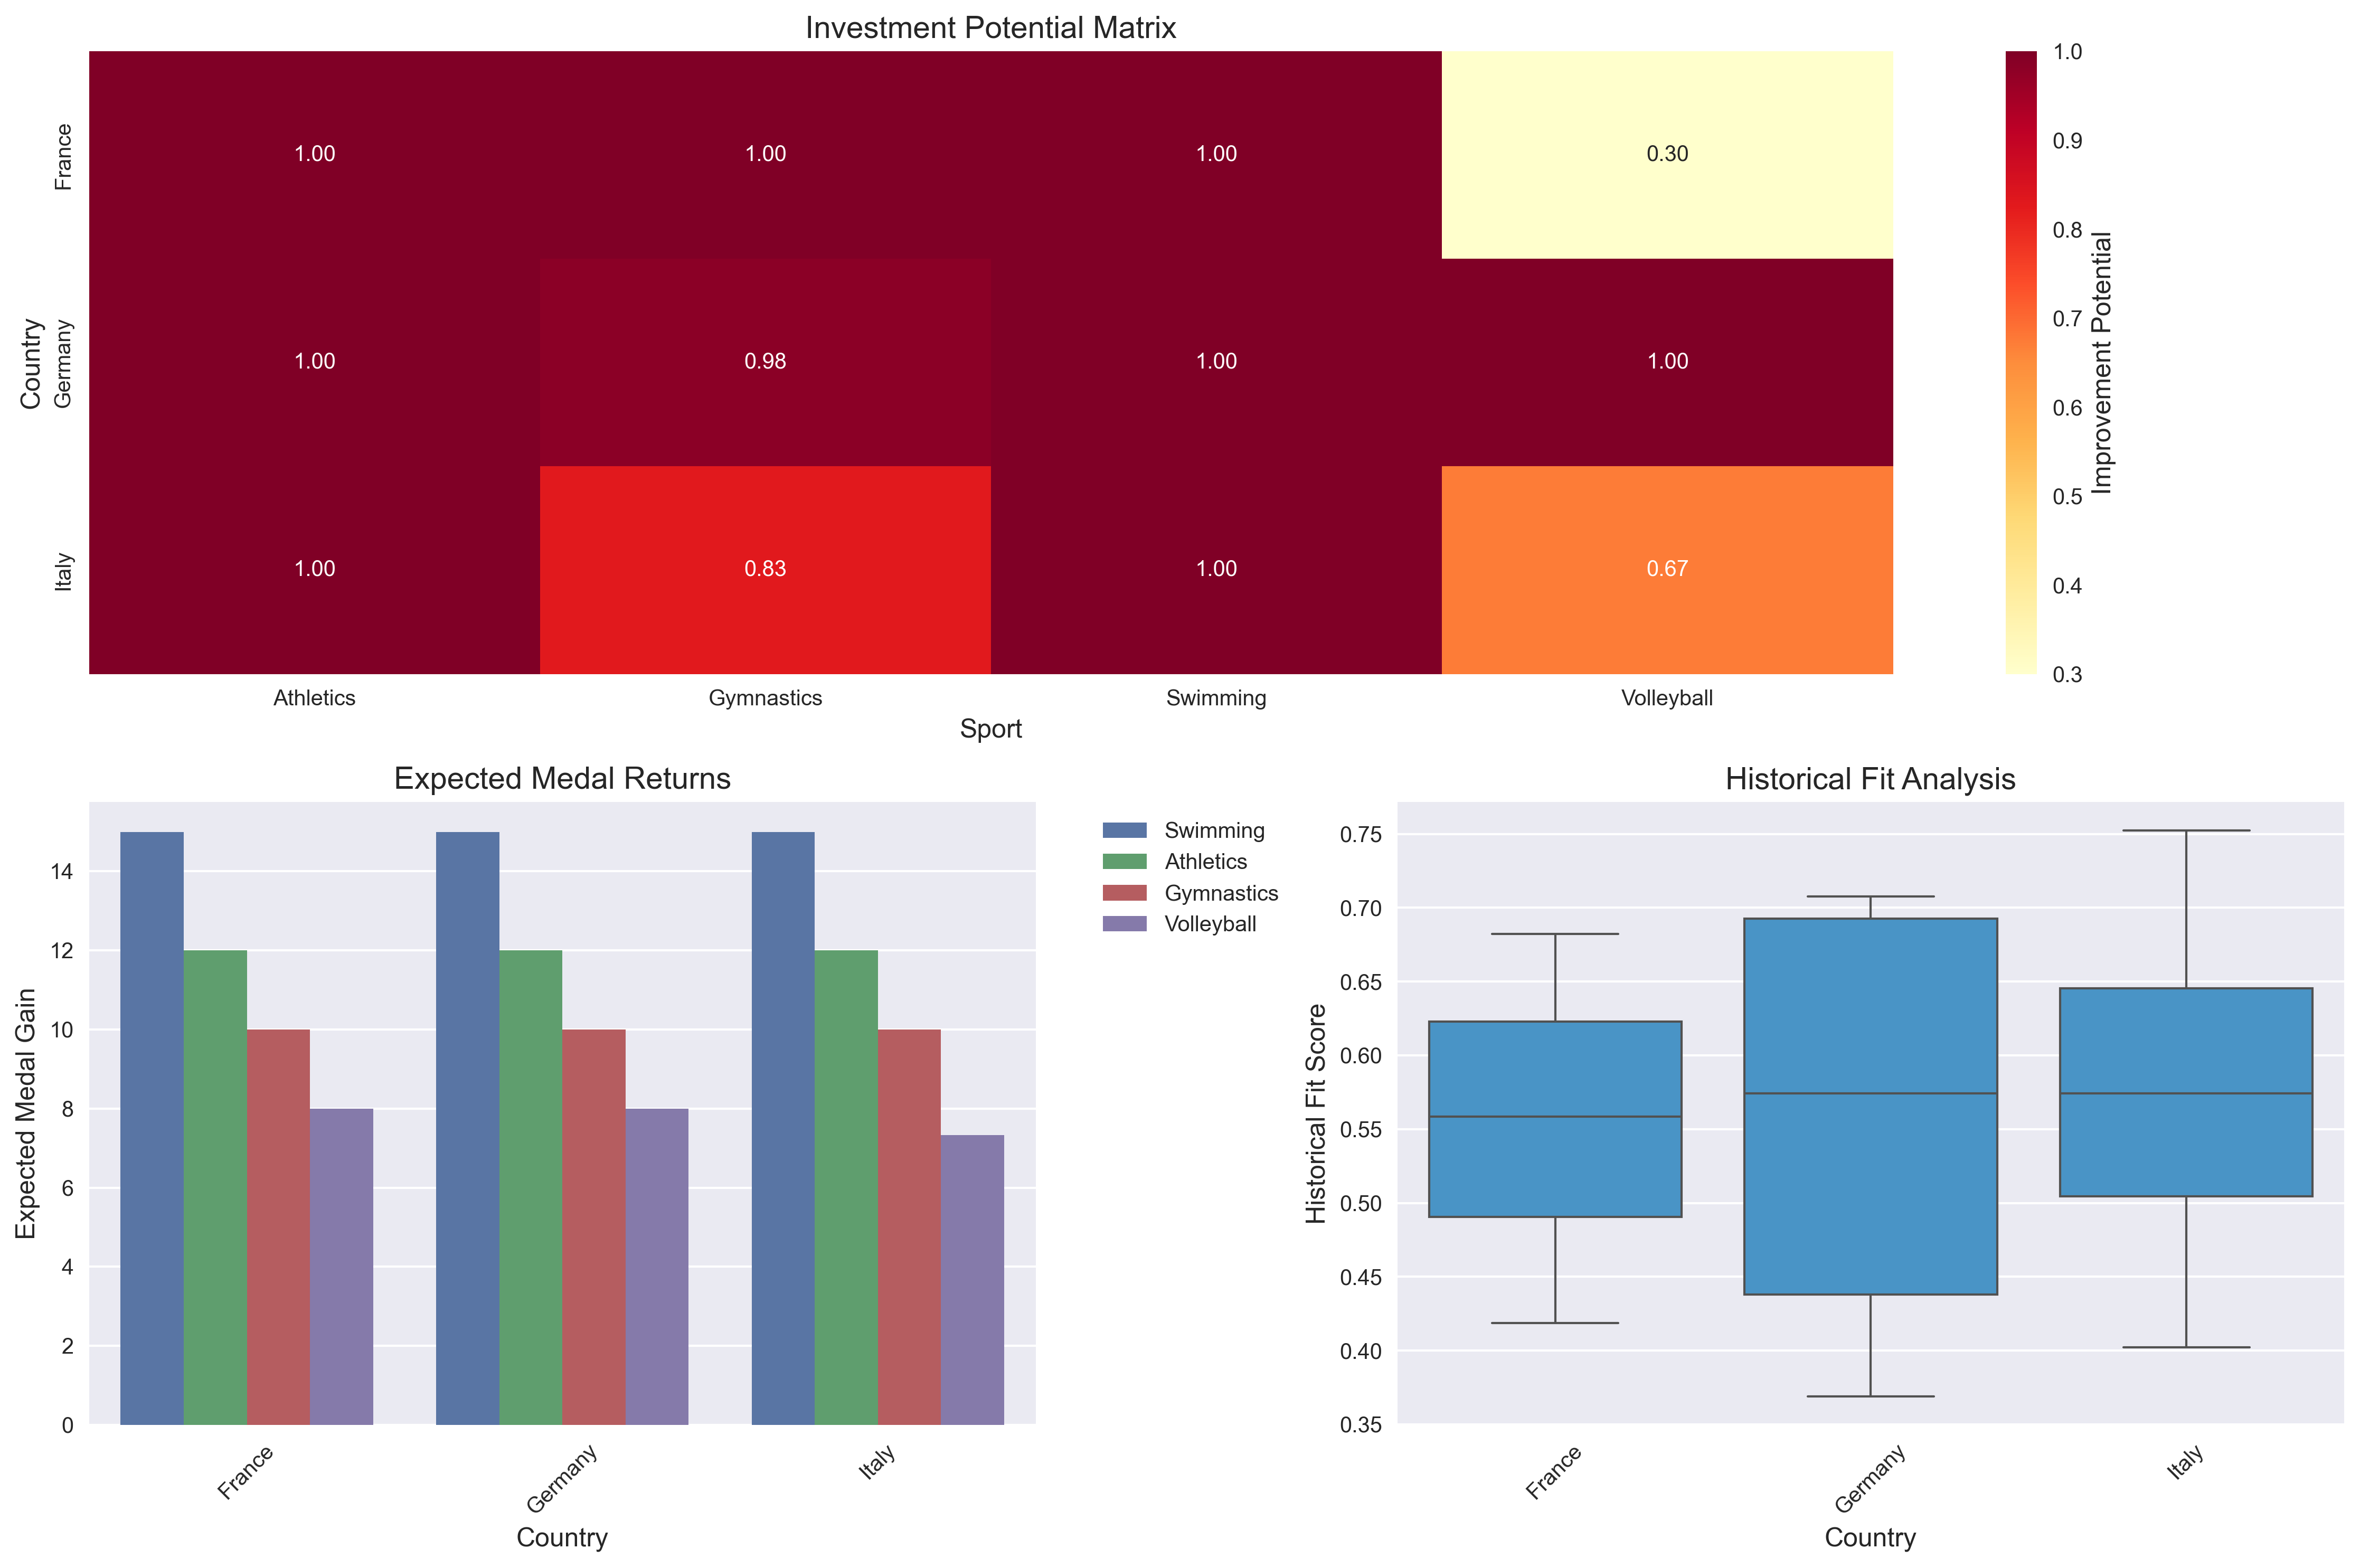 Investment Potential Matrix
Country
France
Germany
Italy
1.00 1.00 1.00 0.30
1.00 0.98 1.00 1.00
1.00 0.83 1.00 0.67
Athletics Gymnastics Swimming Volleyball
Sport
1.0
0.9
0.8
0.7
0.6
0.5
0.4
0.3
Improvement Potential
Expected Medal Returns
Expected Medal Gain
14
12
10
8
6
4
2
0
France Germany Italy
Country
Swimming
Athletics
Gymnastics
Volleyball
Historical Fit Analysis
Historical Fit Score
0.75
0.70
0.65
0.60
0.55
0.50
0.45
0.40
0.35
France Germany Italy
Country